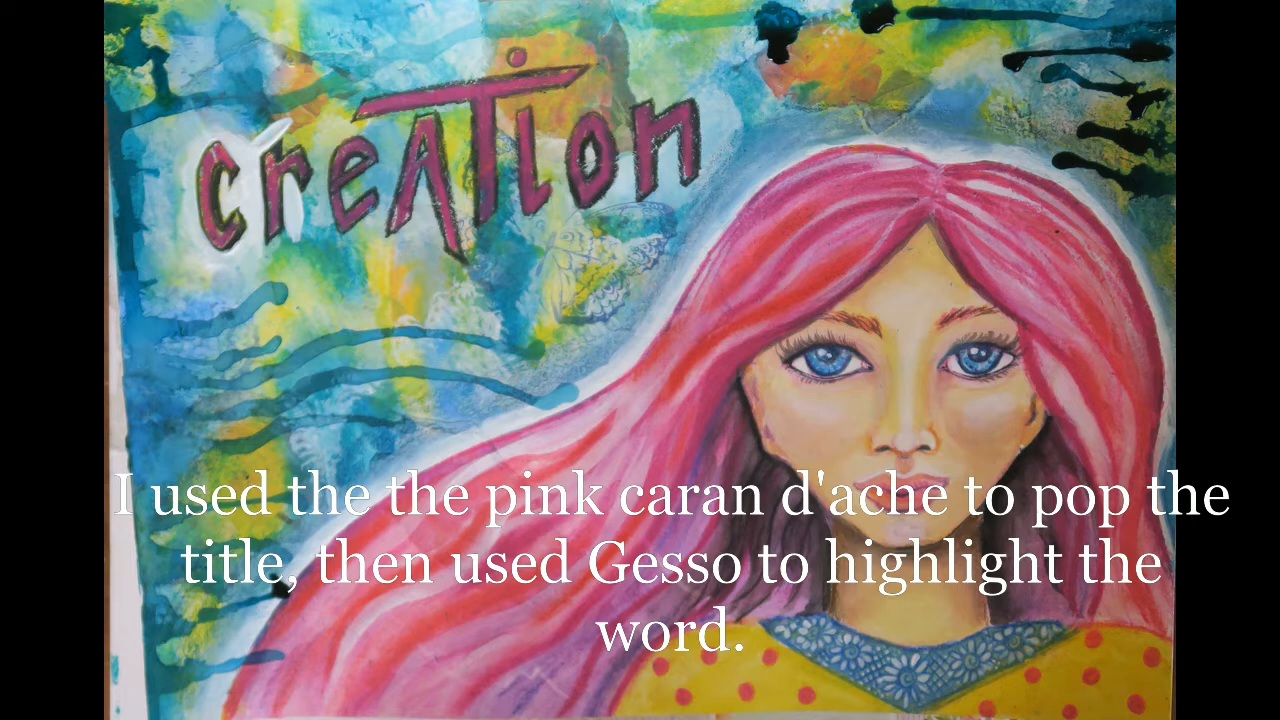 creATion
I used the the pink caran d'ache to pop the
title, then used Gesso to highlight the
word.